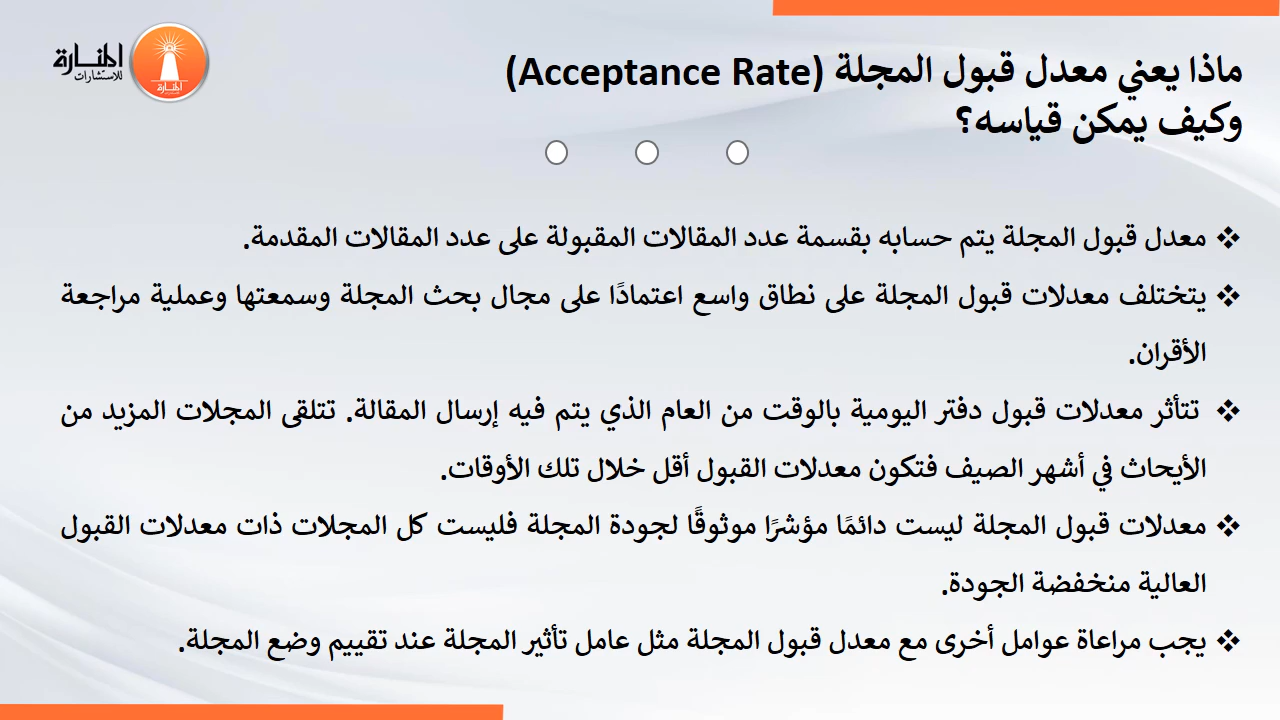 المنارة
للاستشارات
المنارة
ماذا يعني معدل قبول المجلة (Acceptance Rate)
وكيف يمكن قياسه؟
❖ معدل قبول المجلة يتم حسابه بقسمة عدد المقالات المقبولة على عدد المقالات المقدمة.
❖ يتختلف معدلات قبول المجلة على نطاق واسع اعتمادًا على مجال بحث المجلة وسمعتها وعملية مراجعة
الأقران.
❖ تتأثر معدلات قبول دفتر اليومية بالوقت من العام الذي يتم فيه إرسال المقالة. تتلقى المجلات المزيد من
الأيحاث في أشهر الصيف فتكون معدلات القبول أقل خلال تلك الأوقات.
❖ معدلات قبول المجلة ليست دائمًا مؤشرًا موثوقًا لجودة المجلة فليست كل المجلات ذات معدلات القبول
العالية منخفضة الجودة.
❖ يجب مراعاة عوامل أخرى مع معدل قبول المجلة مثل عامل تأثير المجلة عند تقييم وضع المجلة.